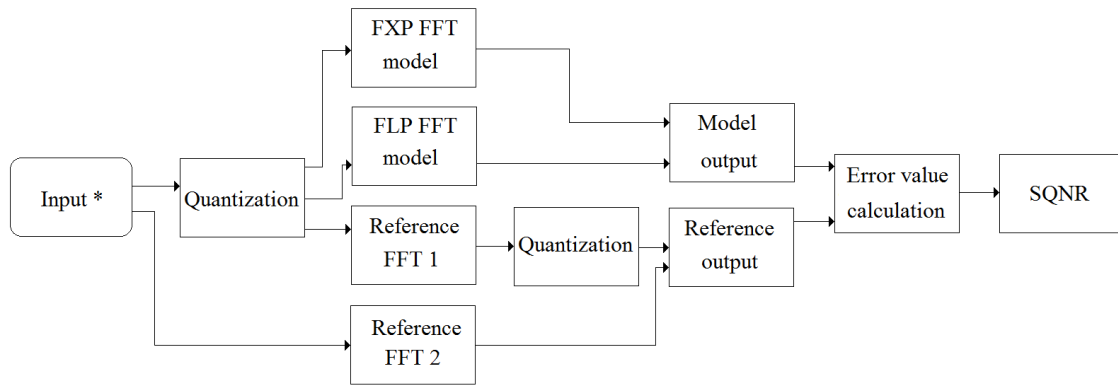 FXP FFT
model
FLP FFT
model
Model
output
Input *
Quantization
Error value
calculation
SQNR
Reference
FFT 1
Quantization
Reference
output
Reference
FFT 2